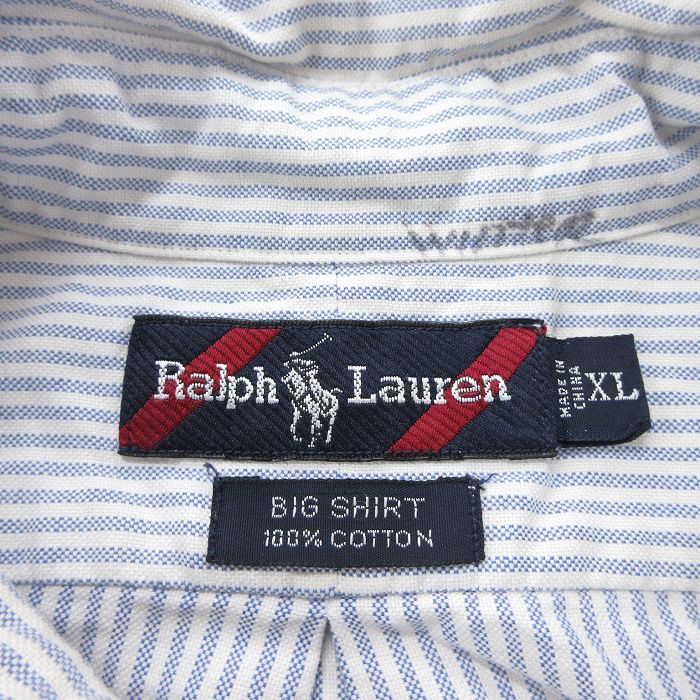 Ralph Lauren
MADE IN
CHINA
XL
BIG SHIRT
100% COTTON